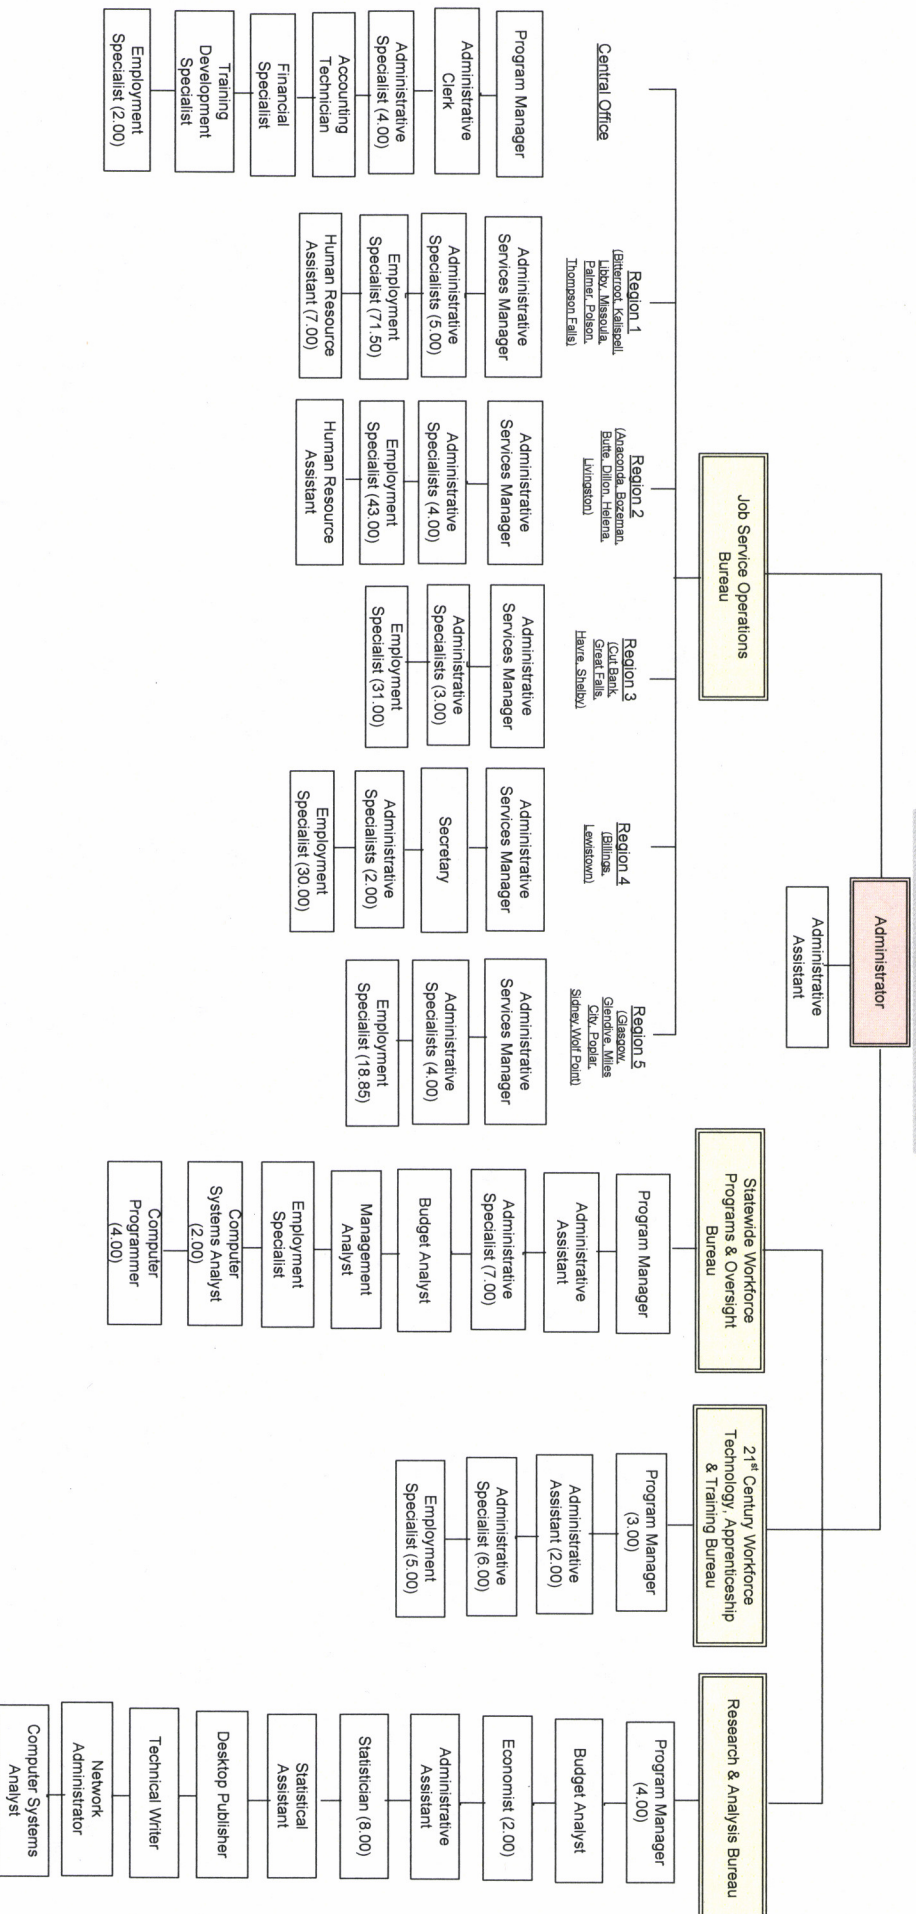 Administrator
Administrative
Assistant
Job Service Operations
Bureau
Central Office
Program Manager
Administrative
Clerk
Administrative
Specialist (4.00)
Accounting
Technician
Financial
Specialist
Training
Development
Specialist
Employment
Specialist (2.00)
Region 1
(Bitterroot, Kalispell,
Libby, Missoula,
Palmer, Polson,
Thompson Falls)
Administrative
Services Manager
Administrative
Specialists (5.00)
Employment
Specialist (71.50)
Human Resource
Assistant (7.00)
Region 2
(Anaconda, Bozeman,
Butte, Dillon, Helena,
Livingston)
Administrative
Services Manager
Administrative
Specialists (4.00)
Employment
Specialist (43.00)
Human Resource
Assistant
Region 3
(Cut Bank,
Great Falls,
Havre, Shelby)
Administrative
Services Manager
Administrative
Specialists (3.00)
Employment
Specialist (31.00)
Region 4
(Billings,
Lewistown)
Administrative
Services Manager
Secretary
Administrative
Specialists (2.00)
Employment
Specialist (30.00)
Region 5
(Glasgow,
Glendive, Miles
City, Poplar,
Sidney, Wolf Point)
Administrative
Services Manager
Administrative
Specialists (4.00)
Employment
Specialist (18.85)
Statewide Workforce
Programs & Oversight
Bureau
Program Manager
Administrative
Assistant
Administrative
Specialist (7.00)
Budget Analyst
Management
Analyst
Employment
Specialist
Computer
Systems Analyst
(2.00)
Computer
Programmer
(4.00)
21st Century Workforce
Technology, Apprenticeship
& Training Bureau
Program Manager
(3.00)
Administrative
Assistant (2.00)
Administrative
Specialist (6.00)
Employment
Specialist (5.00)
Research & Analysis Bureau
Program Manager
(4.00)
Budget Analyst
Economist (2.00)
Administrative
Assistant
Statistician (8.00)
Statistical
Assistant
Desktop Publisher
Technical Writer
Network
Administrator
Computer Systems
Analyst